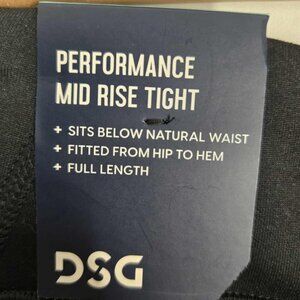 PERFORMANCE
MID RISE TIGHT
+ SITS BELOW NATURAL WAIST
+ FITTED FROM HIP TO HEM
+ FULL LENGTH
DSG